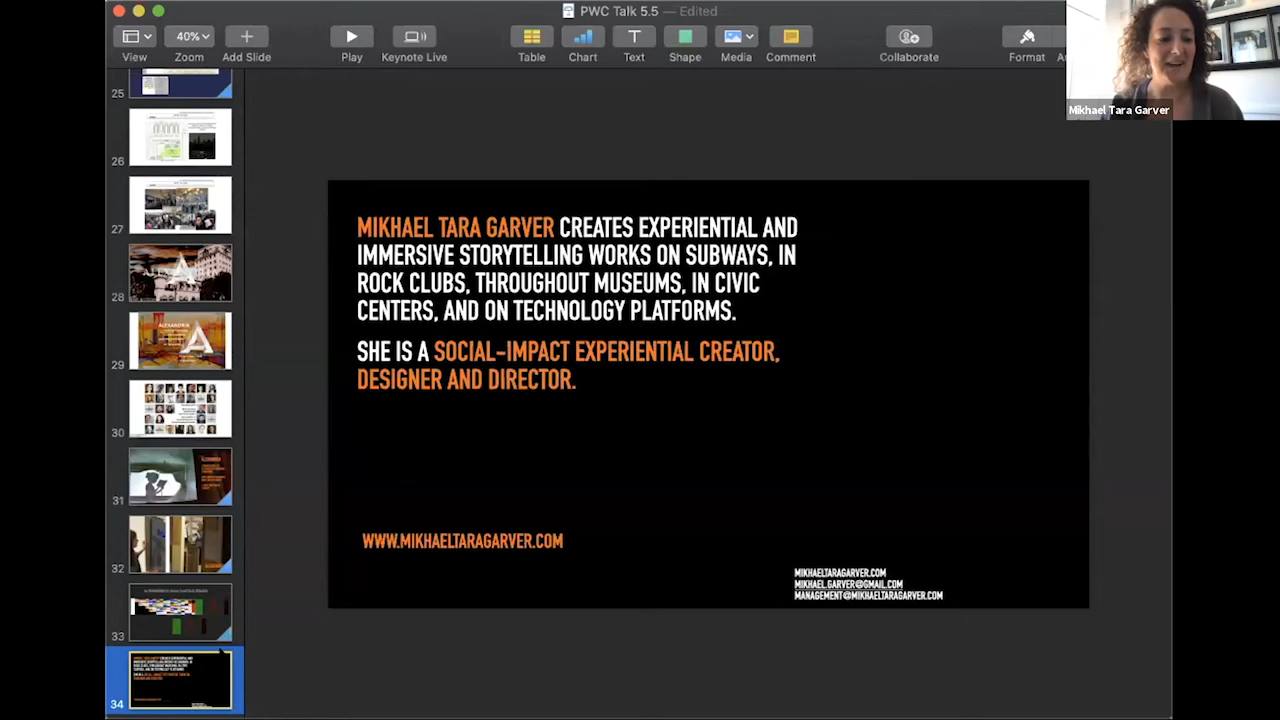 PWC Talk 5.5 — Edited
40%
View
Zoom
Add Slide
Play
Keynote Live
Table
Chart
Text
Shape
Media
Comment
Collaborate
Format
Mikhael Tara Garver
25
26
27
28
29
ALEXANDRIA
30
31
32
33
34
MIKHAEL TARA GARVER CREATES EXPERIENTIAL AND
IMMERSIVE STORYTELLING WORKS ON SUBWAYS, IN
ROCK CLUBS, THROUGHOUT MUSEUMS, IN CIVIC
CENTERS, AND ON TECHNOLOGY PLATFORMS.
SHE IS A SOCIAL-IMPACT EXPERIENTIAL CREATOR,
DESIGNER AND DIRECTOR.
WWW.MIKHAELTARAGARVER.COM
MIKHAELTARAGARVER.COM
MIKHAEL.GARVER@GMAIL.COM
MANAGEMENT@MIKHAELTARAGARVER.COM